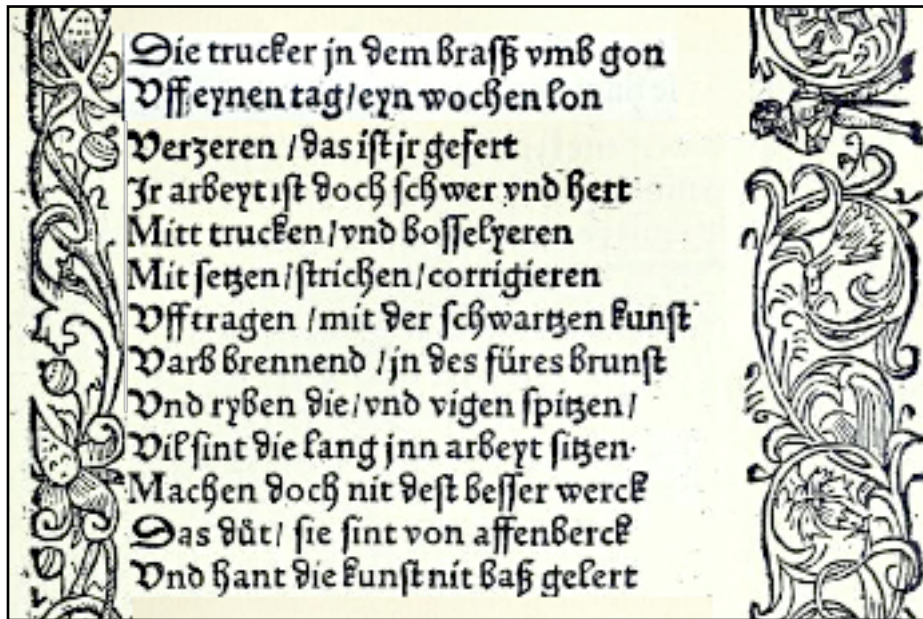 Die trucker jn dem braſß vmb gon
Vff eynen tag/eyn wochen lon
Verzeren /das iſt jr gefert
Jr arbeyt iſt doch ſchwer vnd hert
Mitt trucken/vnd boſſelyeren
Mit ſetzen/ſtrichen/corrigieren
Vfftragen /mit der ſchwartzen kunſt
Varb brennend /jn des füres brunſt
Vnd ryben die/vnd vigen ſpitzen/
Vil ſint die lang jnn arbeyt ſitzen.
Machen doch nit deſt beſſer werck
Das důt/ ſie ſint von affenberck
Vnd hant die kunſt nit baß gelert